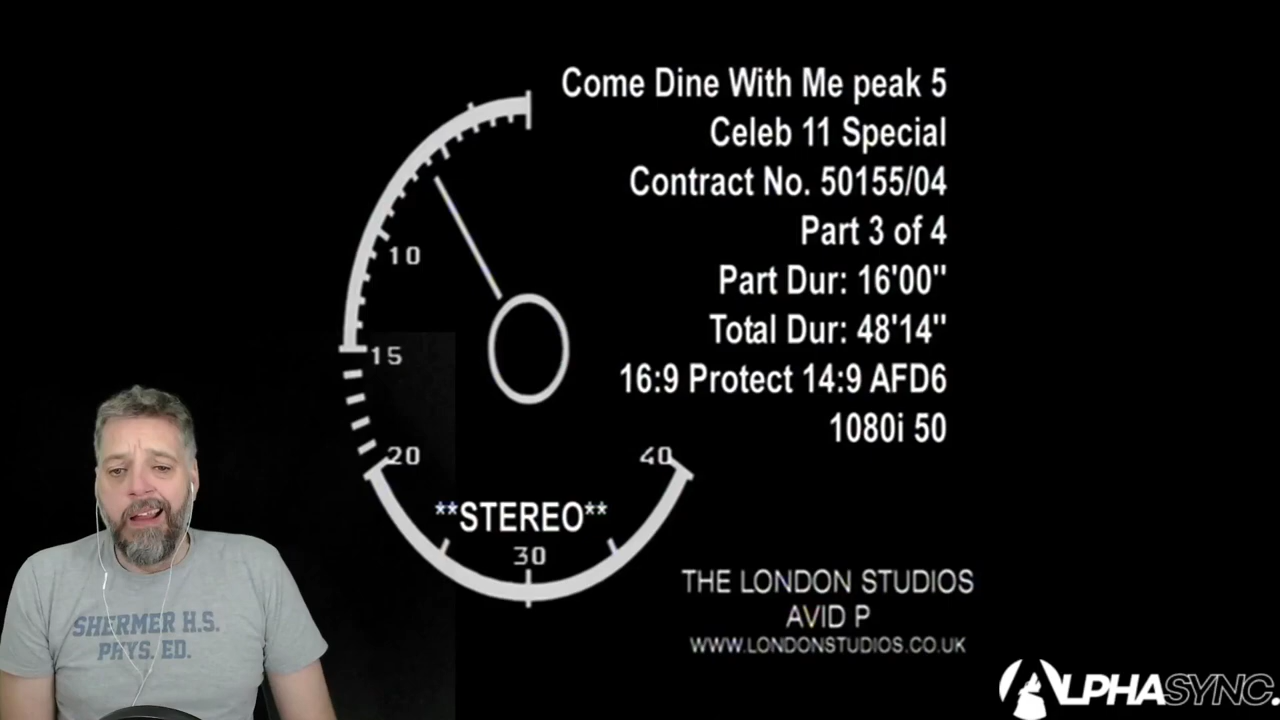 Come Dine With Me peak 5
Celeb 11 Special
Contract No. 50155/04
Part 3 of 4
Part Dur: 16'00"
Total Dur: 48'14"
16:9 Protect 14:9 AFD6
1080i 50
10
15
20
40
**STEREO**
30
THE LONDON STUDIOS
AVID P
WWW.LONDONSTUDIOS.CO.UK
SHERMER H.S.
PHYS. ED.
ALPHASYNC.